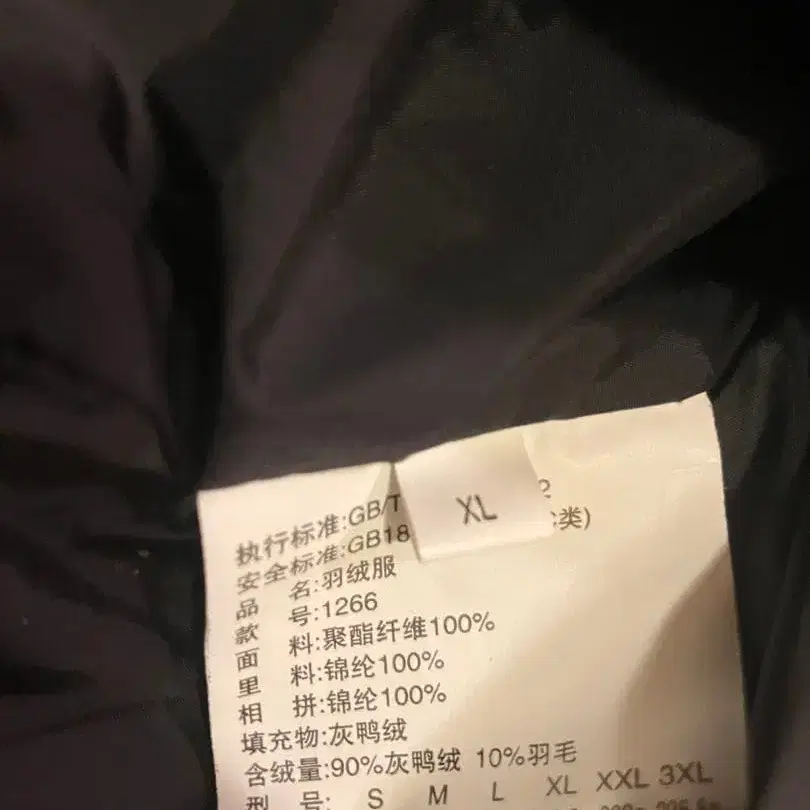 XL
执行标准:GB/T 2
安全标准:GB18 类)
品 名:羽绒服
款 号:1266
面 料:聚酯纤维100%
里 料:锦纶100%
相 拼:锦纶100%
填充物:灰鸭绒
含绒量:90%灰鸭绒 10%羽毛
型 号: S M L XL XXL 3XL